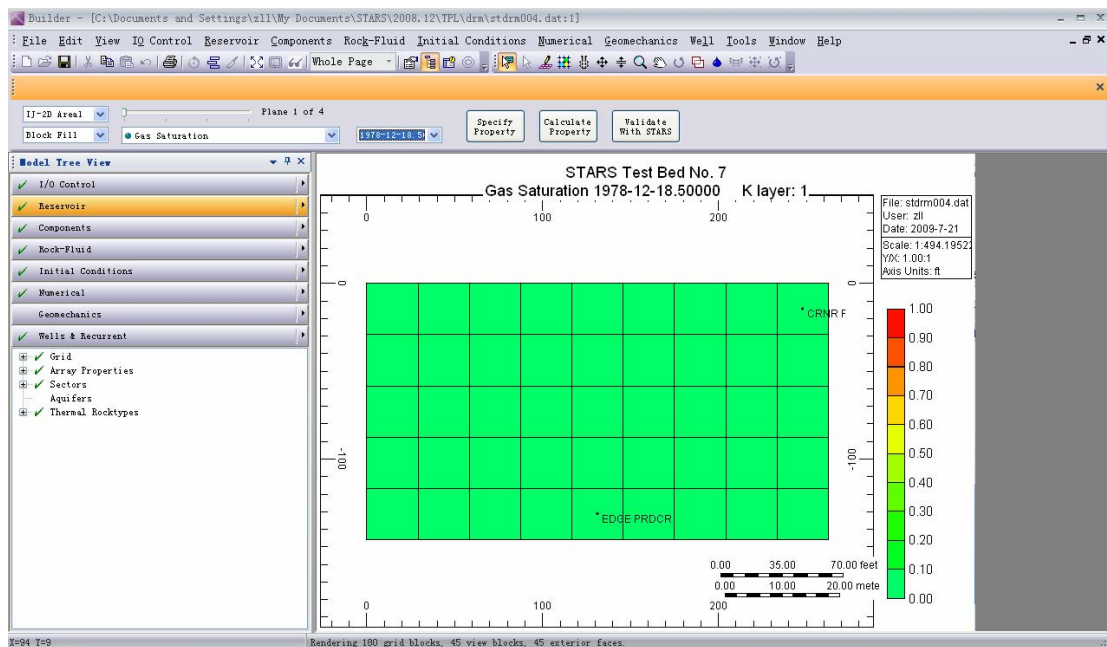 Builder - [C:\Documents and Settings\zll\My Documents\STARS\2008.12\TPL\drm\stdrm004.dat:1]
File Edit View IO Control Reservoir Components Rock-Fluid Initial Conditions Numerical Geomechanics Well Tools Window Help
Whole Page
IJ-2D Areal Plane 1 of 4
Block Fill Gas Saturation 1978-12-18.5
Specify Property
Calculate Property
Validate With STARS
Model Tree View
I/O Control
Reservoir
Components
Rock-Fluid
Initial Conditions
Numerical
Geomechanics
Wells & Recurrent
Grid
Array Properties
Sectors
Aquifers
Thermal Rocktypes
STARS Test Bed No. 7
Gas Saturation 1978-12-18.50000 K layer: 1
0 100 200
File: stdrm004.dat
User: zll
Date: 2009-7-21
Scale: 1:494.1952
Y/X: 1.00:1
Axis Units: ft
0 0
CRNR P
-100 -100
EDGE PRDCR
0.00 35.00 70.00 feet
0.00 10.00 20.00 mete
0 100 200
1.00
0.90
0.80
0.70
0.60
0.50
0.40
0.30
0.20
0.10
0.00
X=94 Y=9 Rendering 180 grid blocks, 45 view blocks, 45 exterior faces.